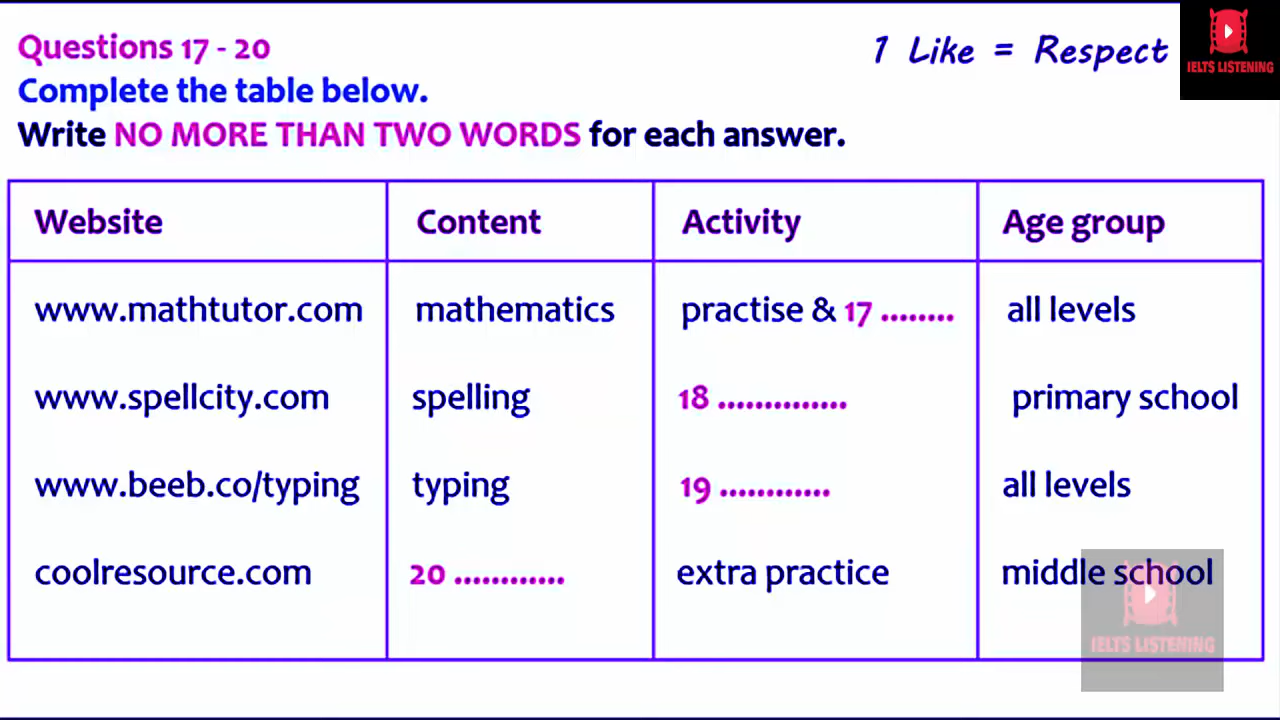 Questions 17 - 20
1 Like = Respect
IELTS LISTENING
Complete the table below.
Write NO MORE THAN TWO WORDS for each answer.
Website Content Activity Age group
www.mathtutor.com mathematics practise & 17 ........ all levels
www.spellcity.com spelling 18 .............. primary school
www.beeb.co/typing typing 19 ............ all levels
coolresource.com 20 ............ extra practice middle school
IELTS LISTENING